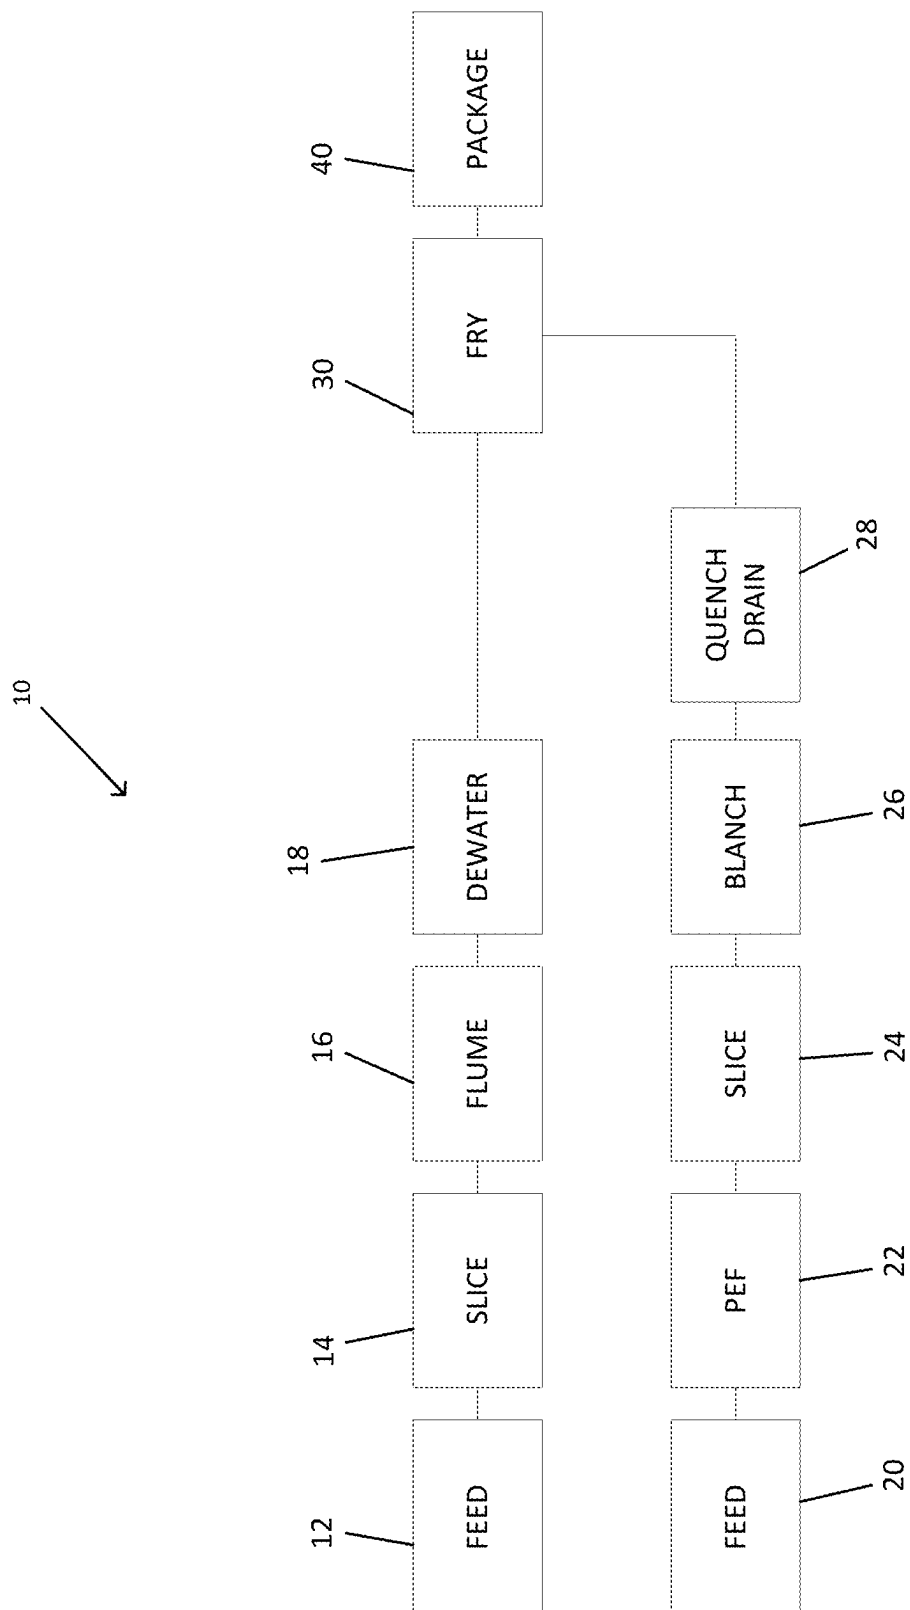 10
12
14
16
18
30
40
FEED
SLICE
FLUME
DEWATER
FRY
PACKAGE
FEED
PEF
SLICE
BLANCH
QUENCH
DRAIN
20
22
24
26
28